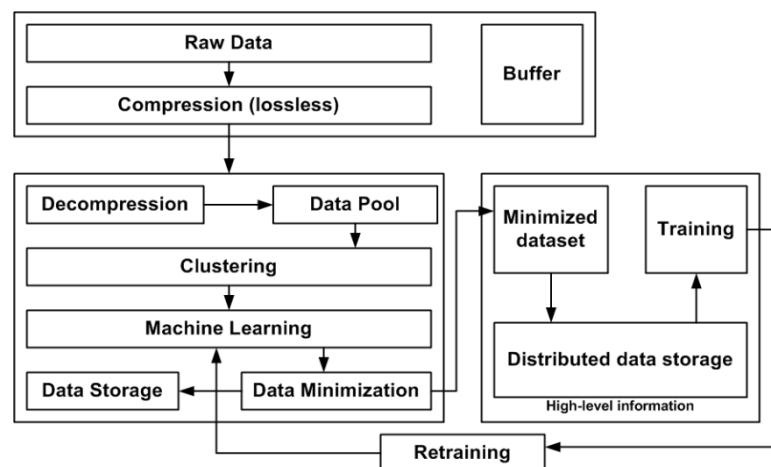 Raw Data
Buffer
Compression (lossless)
Decompression
Data Pool
Clustering
Machine Learning
Data Storage
Data Minimization
Minimized
dataset
Training
Distributed data storage
High-level information
Retraining